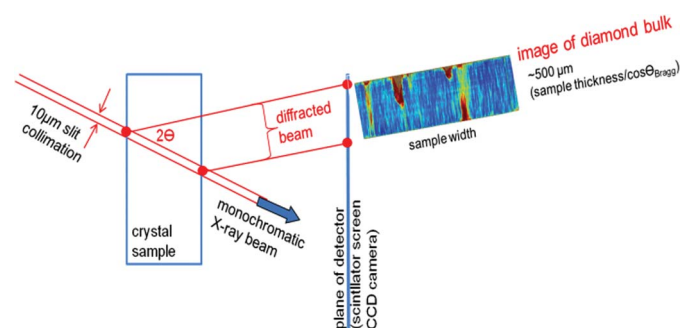 10µm slit
collimation
2ϴ
diffracted
beam
crystal
sample
monochromatic
X-ray beam
plane of detector
(scintllator screen
CCD camera)
image of diamond bulk
~500 µm
(sample thickness/cosϴBragg)
sample width